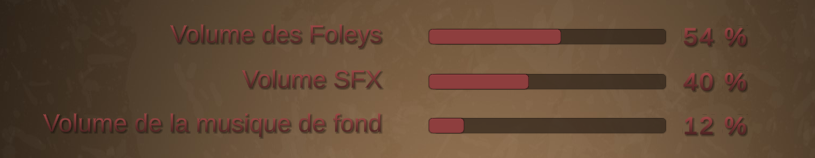 Volume des Foleys 54 %
Volume SFX 40 %
Volume de la musique de fond 12 %